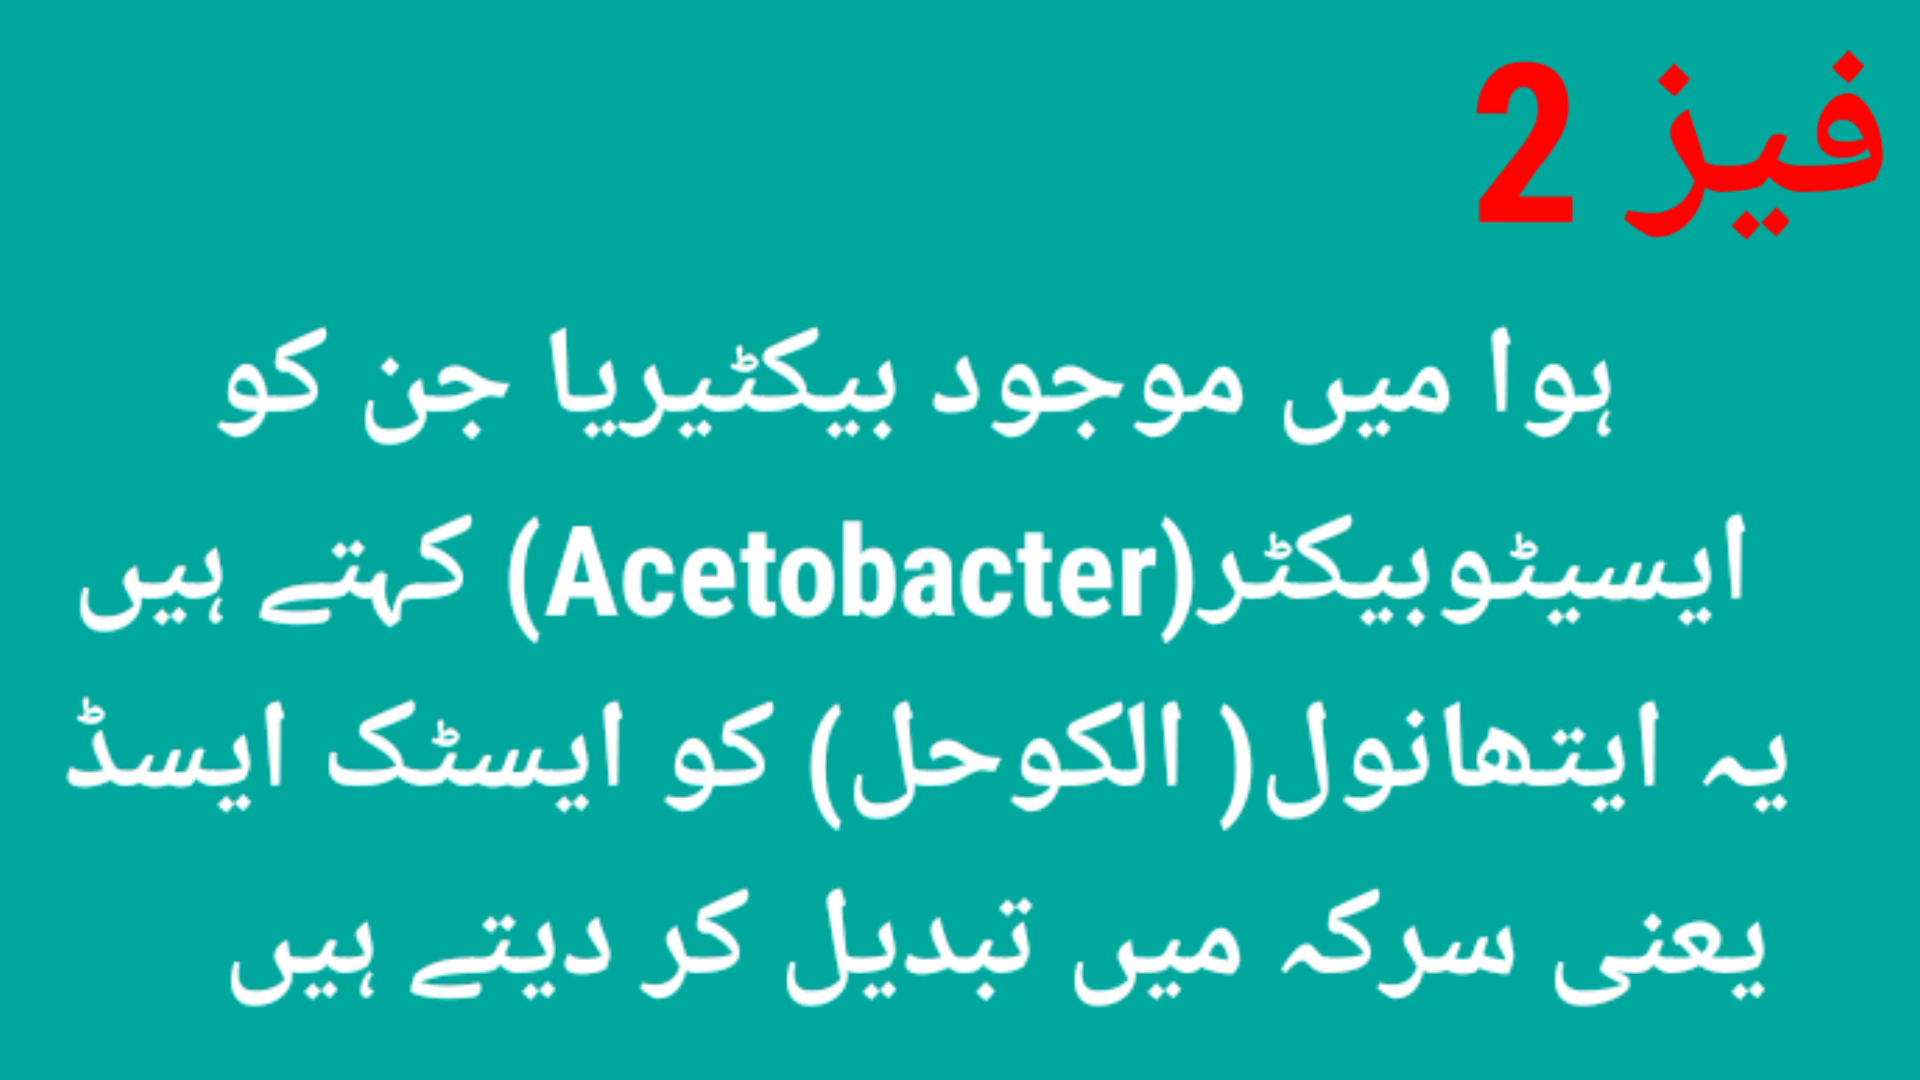 فیز 2
ہوا میں موجود بیکٹیریا جن کو
ایسیٹوبیکٹر(Acetobacter) کہتے ہیں
یہ ایتھانول( الکوحل) کو ایسٹک ایسڈ
یعنی سرکہ میں تبدیل کر دیتے ہیں